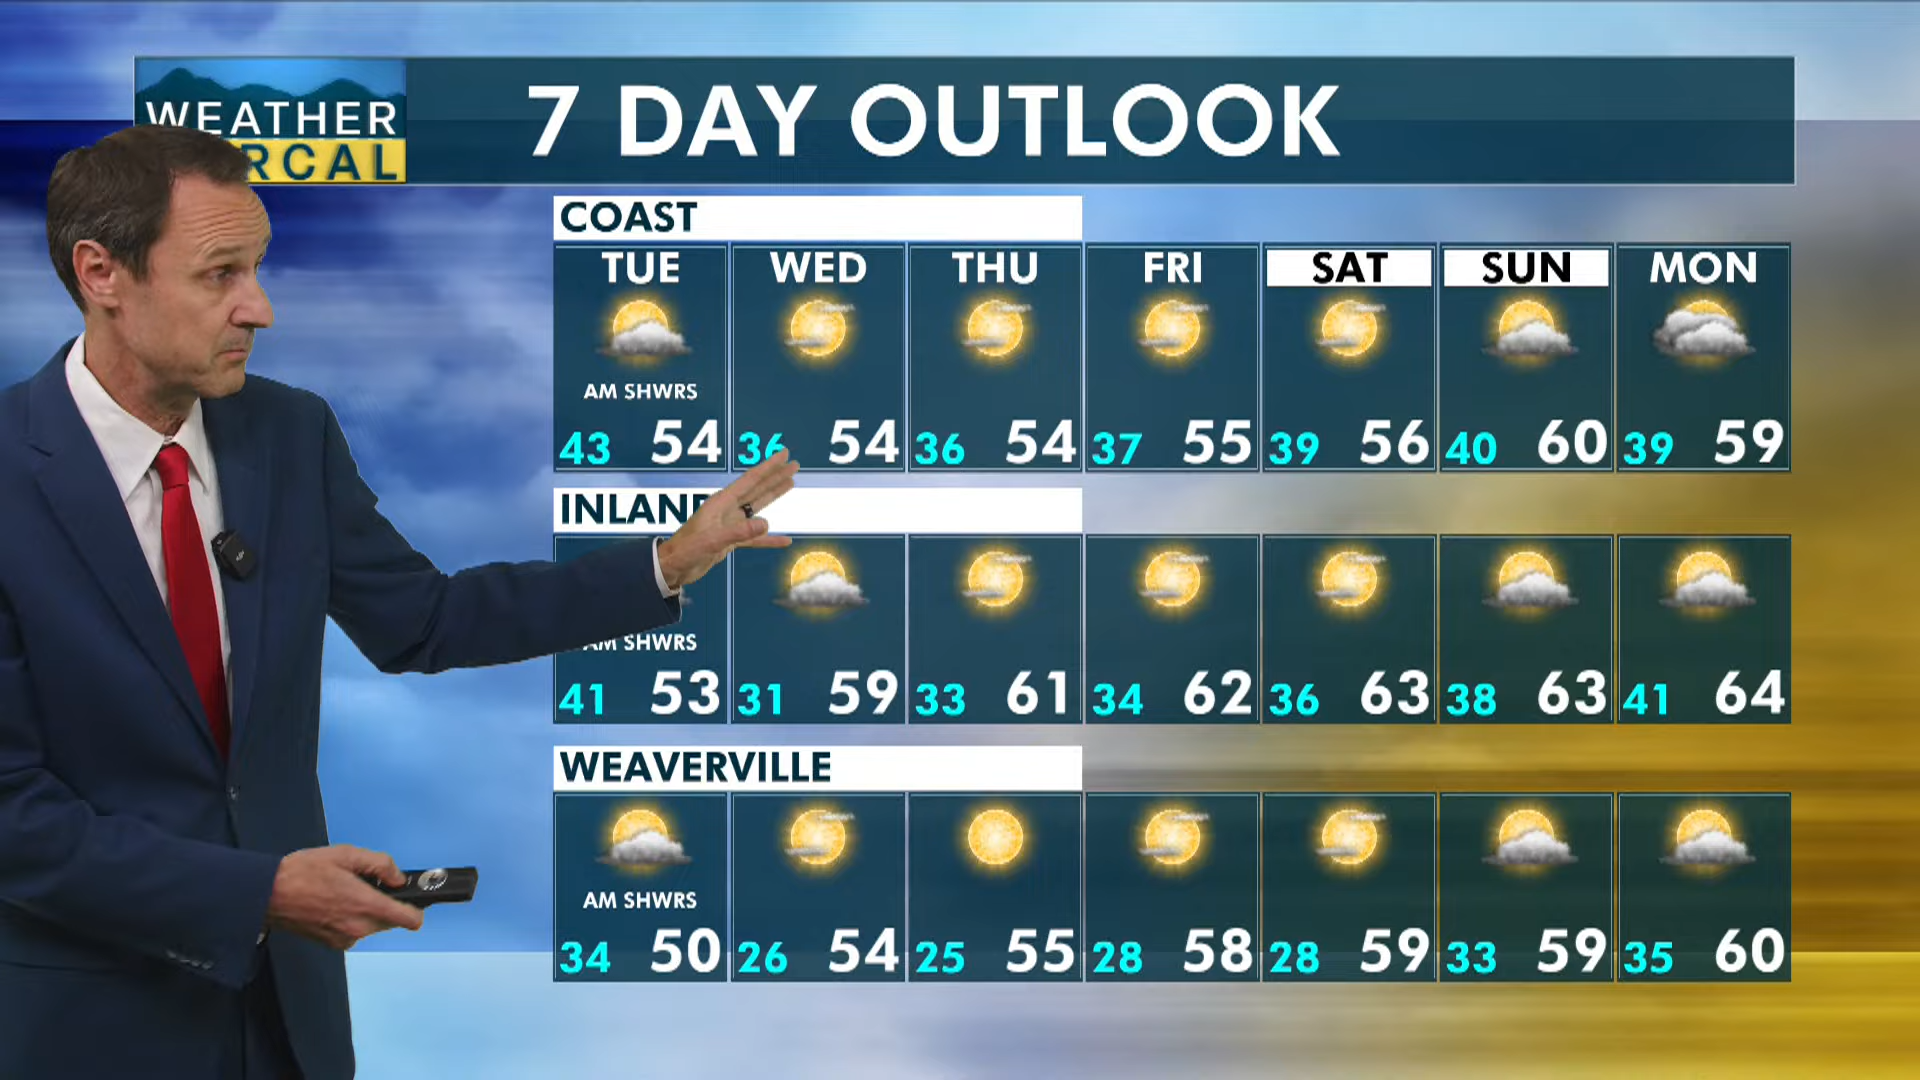 WEATHER
RCAL
7 DAY OUTLOOK
COAST
TUE WED THU FRI SAT SUN MON
AM SHWRS
43 54 36 54 36 54 37 55 39 56 40 60 39 59
INLAN
AM SHWRS
41 53 31 59 33 61 34 62 36 63 38 63 41 64
WEAVERVILLE
AM SHWRS
34 50 26 54 25 55 28 58 28 59 33 59 35 60